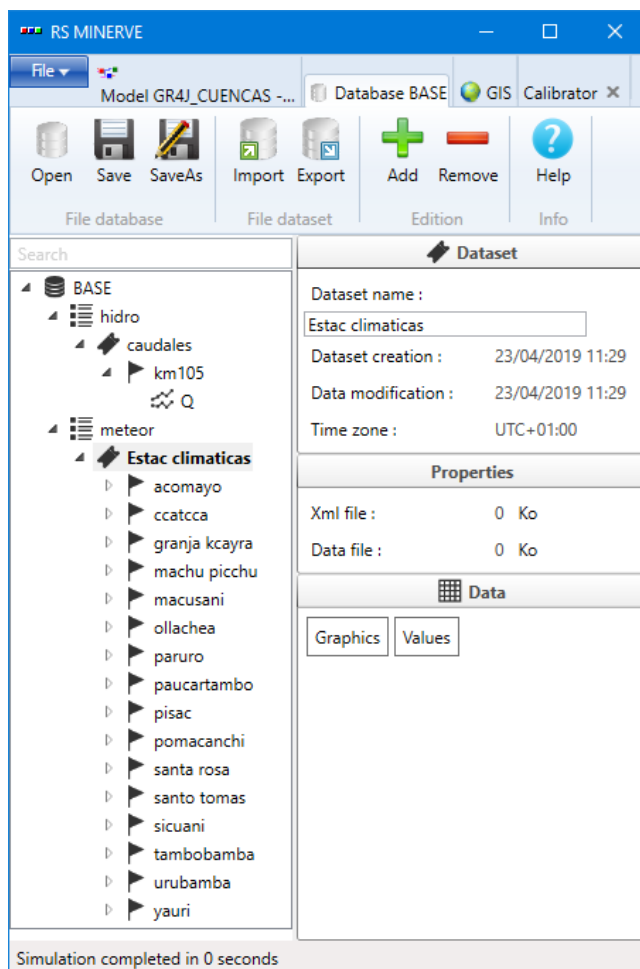 RS MINERVE
File
Model GR4J_CUENCAS -...
Database BASE
GIS
Calibrator
Open
Save
SaveAs
Import
Export
Add
Remove
Help
File database
File dataset
Edition
Info
Search
BASE
hidro
caudales
km105
Q
meteor
Estac climaticas
acomayo
ccatcca
granja kcayra
machu picchu
macusani
ollachea
paruro
paucartambo
pisac
pomacanchi
santa rosa
santo tomas
sicuani
tambobamba
urubamba
yauri
Dataset
Dataset name :
Estac climaticas
Dataset creation : 23/04/2019 11:29
Data modification : 23/04/2019 11:29
Time zone : UTC+01:00
Properties
Xml file : 0 Ko
Data file : 0 Ko
Data
Graphics
Values
Simulation completed in 0 seconds